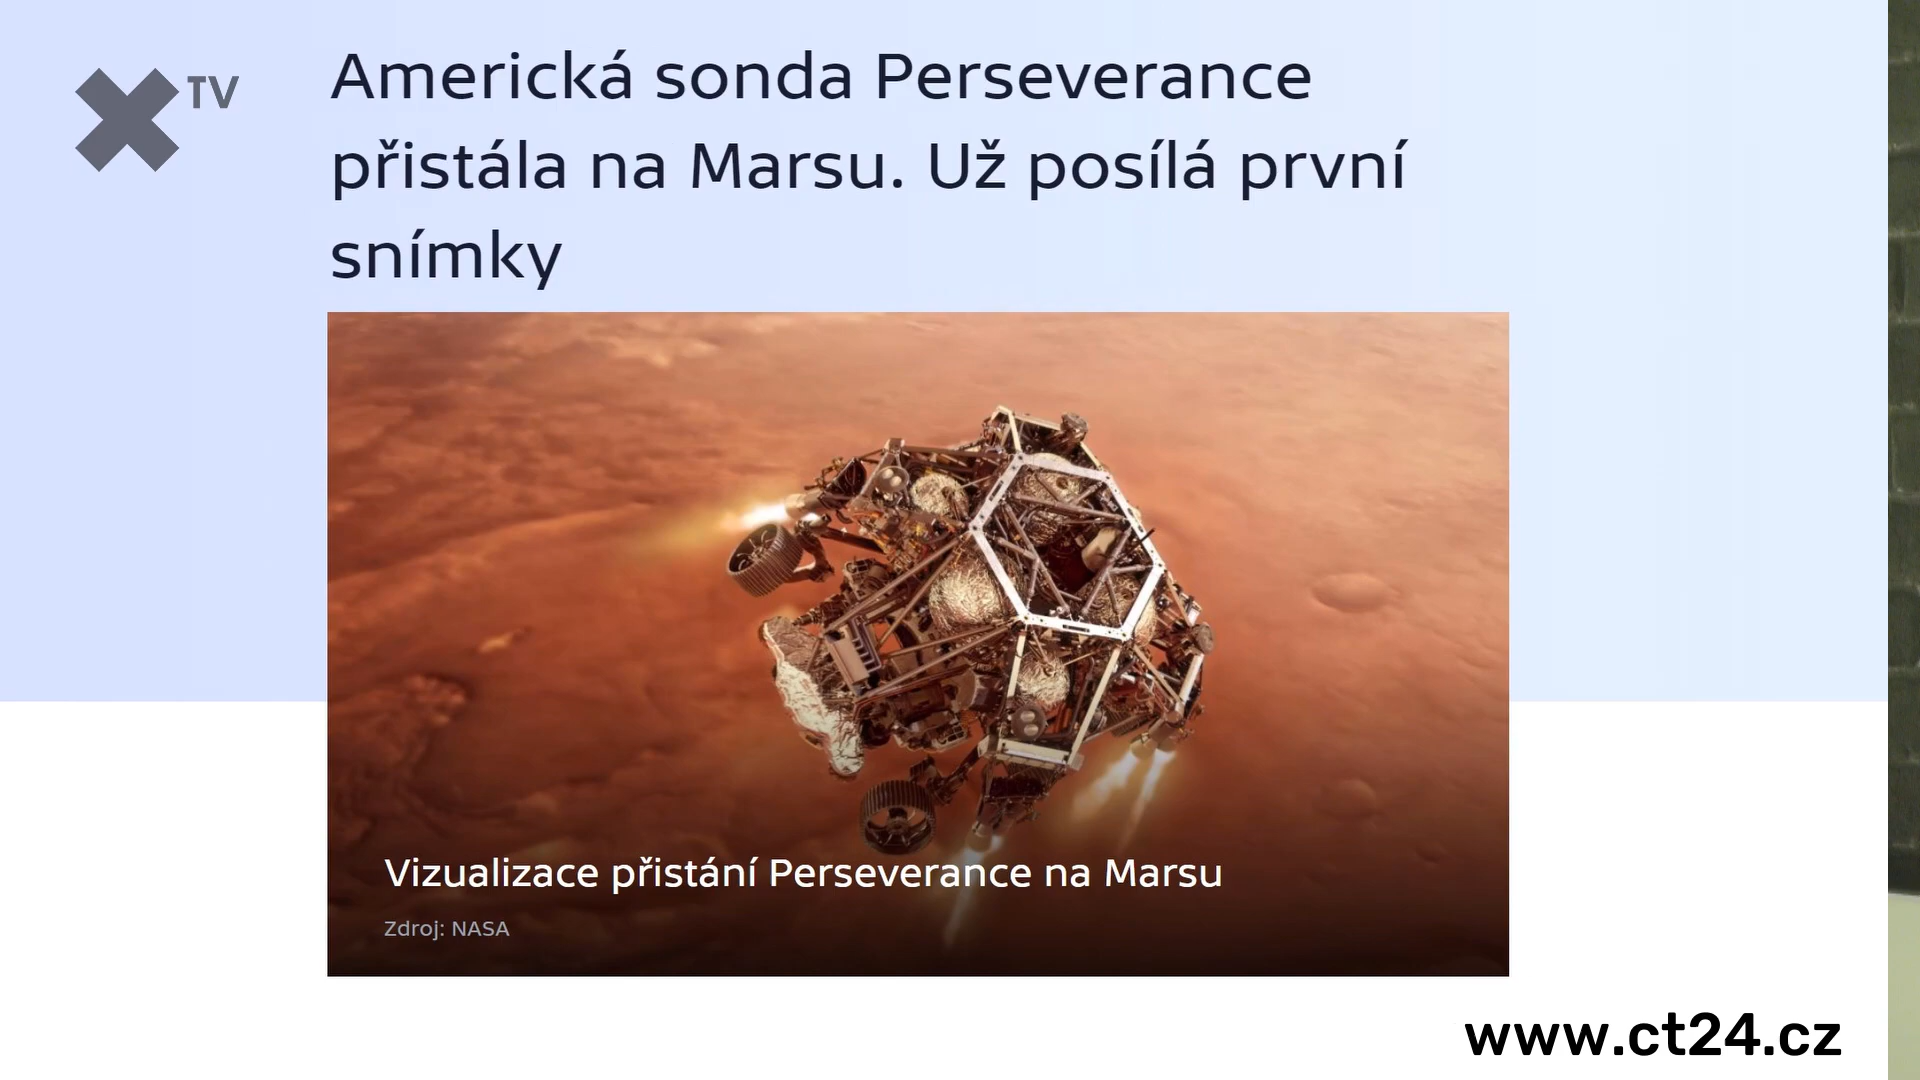 TV
Americká sonda Perseverance
přistála na Marsu. Už posílá první
snímky
Vizualizace přistání Perseverance na Marsu
Zdroj: NASA
www.ct24.cz